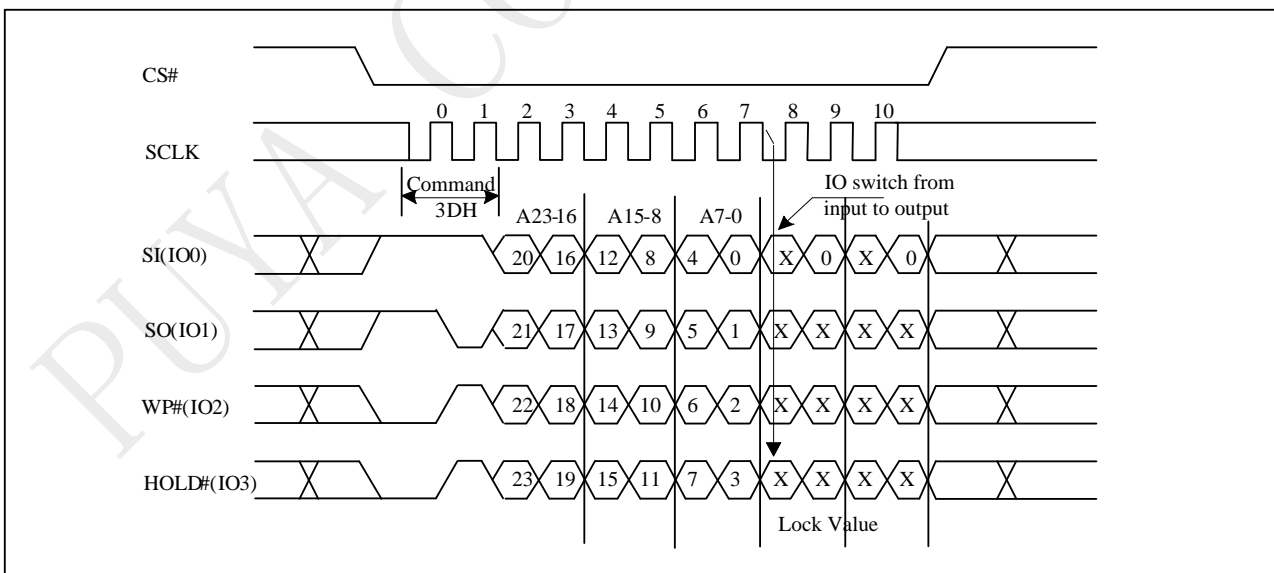 PUYA CO
CS#
0 1 2 3 4 5 6 7 8 9 10
SCLK
Command
3DH
IO switch from
input to output
A23-16 A15-8 A7-0
SI(IO0) 20 16 12 8 4 0 X 0 X 0
SO(IO1) 21 17 13 9 5 1 X X X X
WP#(IO2) 22 18 14 10 6 2 X X X X
HOLD#(IO3) 23 19 15 11 7 3 X X X X
Lock Value